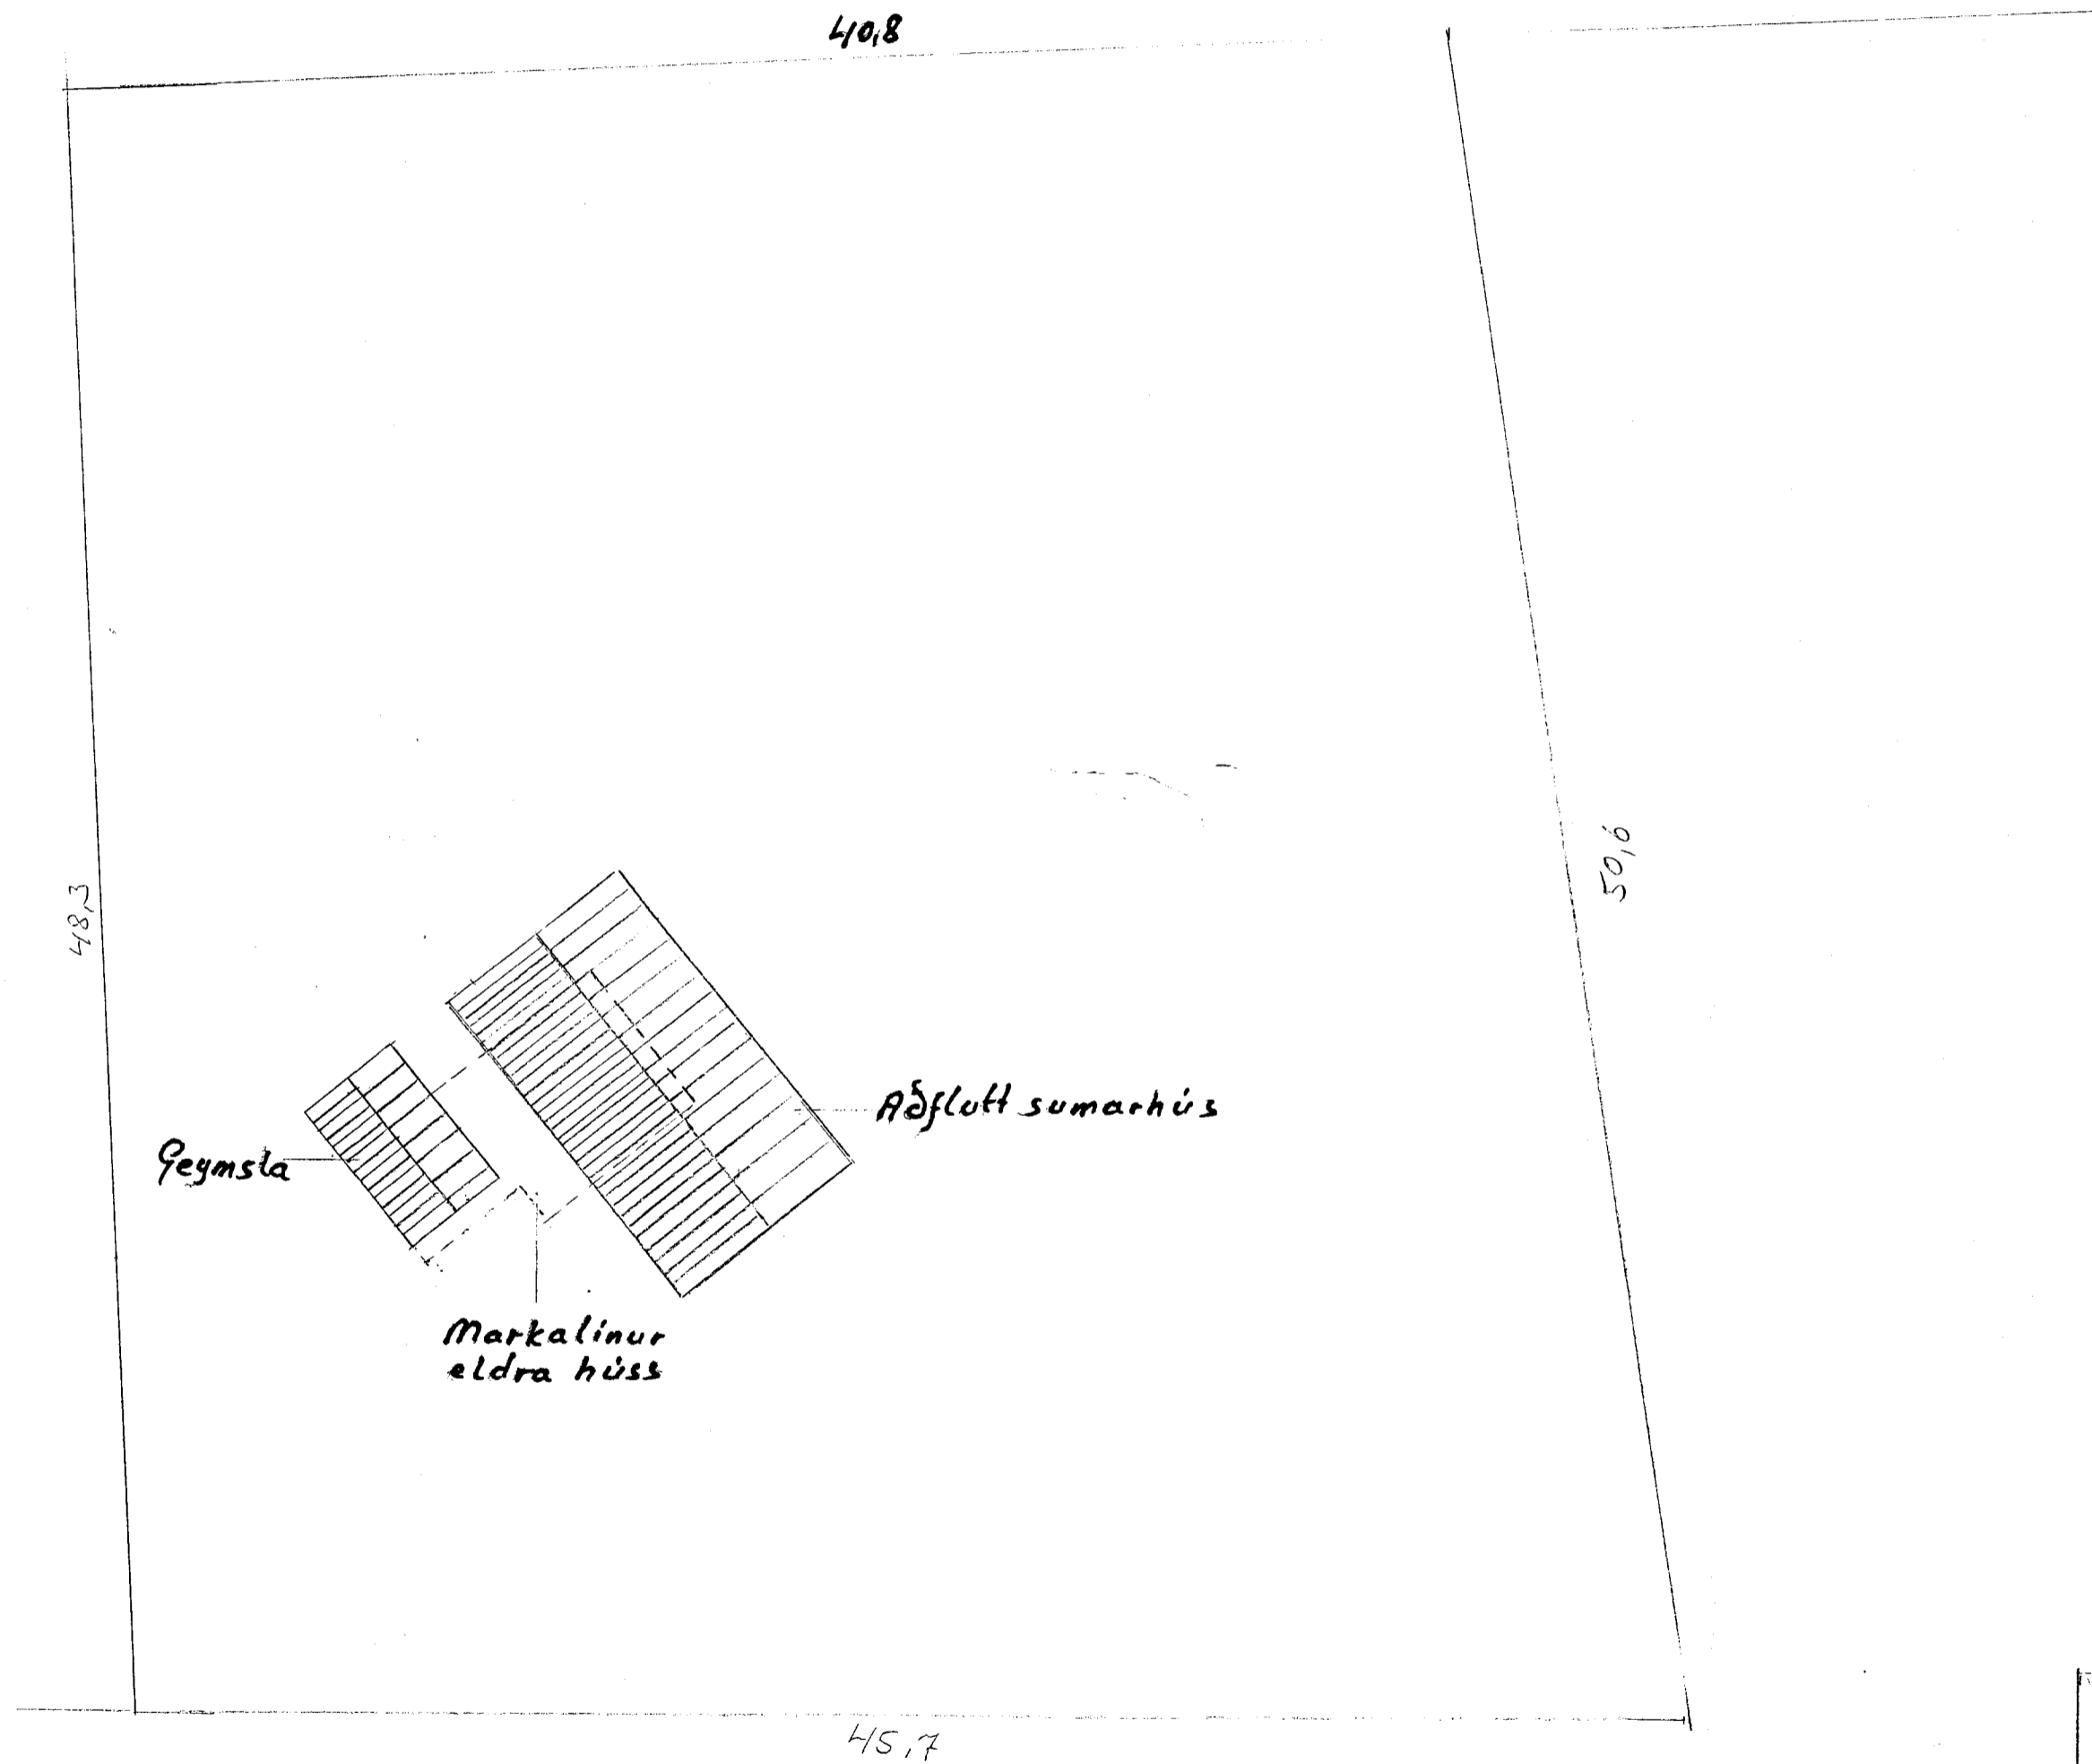 40,8
48,3
50,6
Aðflutt sumarhús
Geymsla
Markalínur
eldra húss
45,7